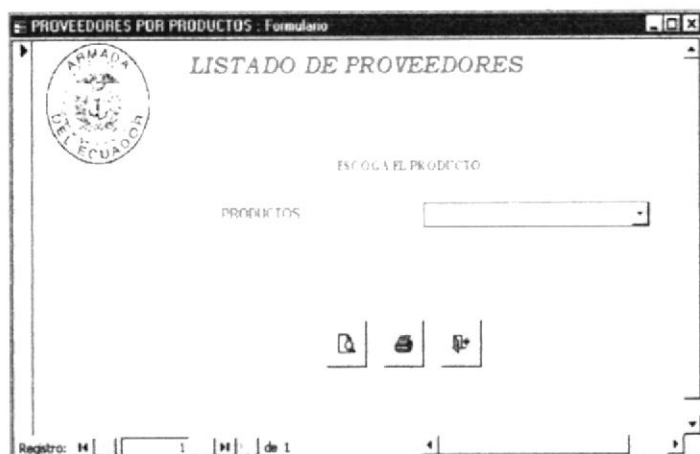 PROVEEDORES POR PRODUCTOS : Formulario
ARMADA DEL ECUADOR
LISTADO DE PROVEEDORES
ESCOGA EL PRODUCTO
PRODUCTOS
Registro: 1 de 1